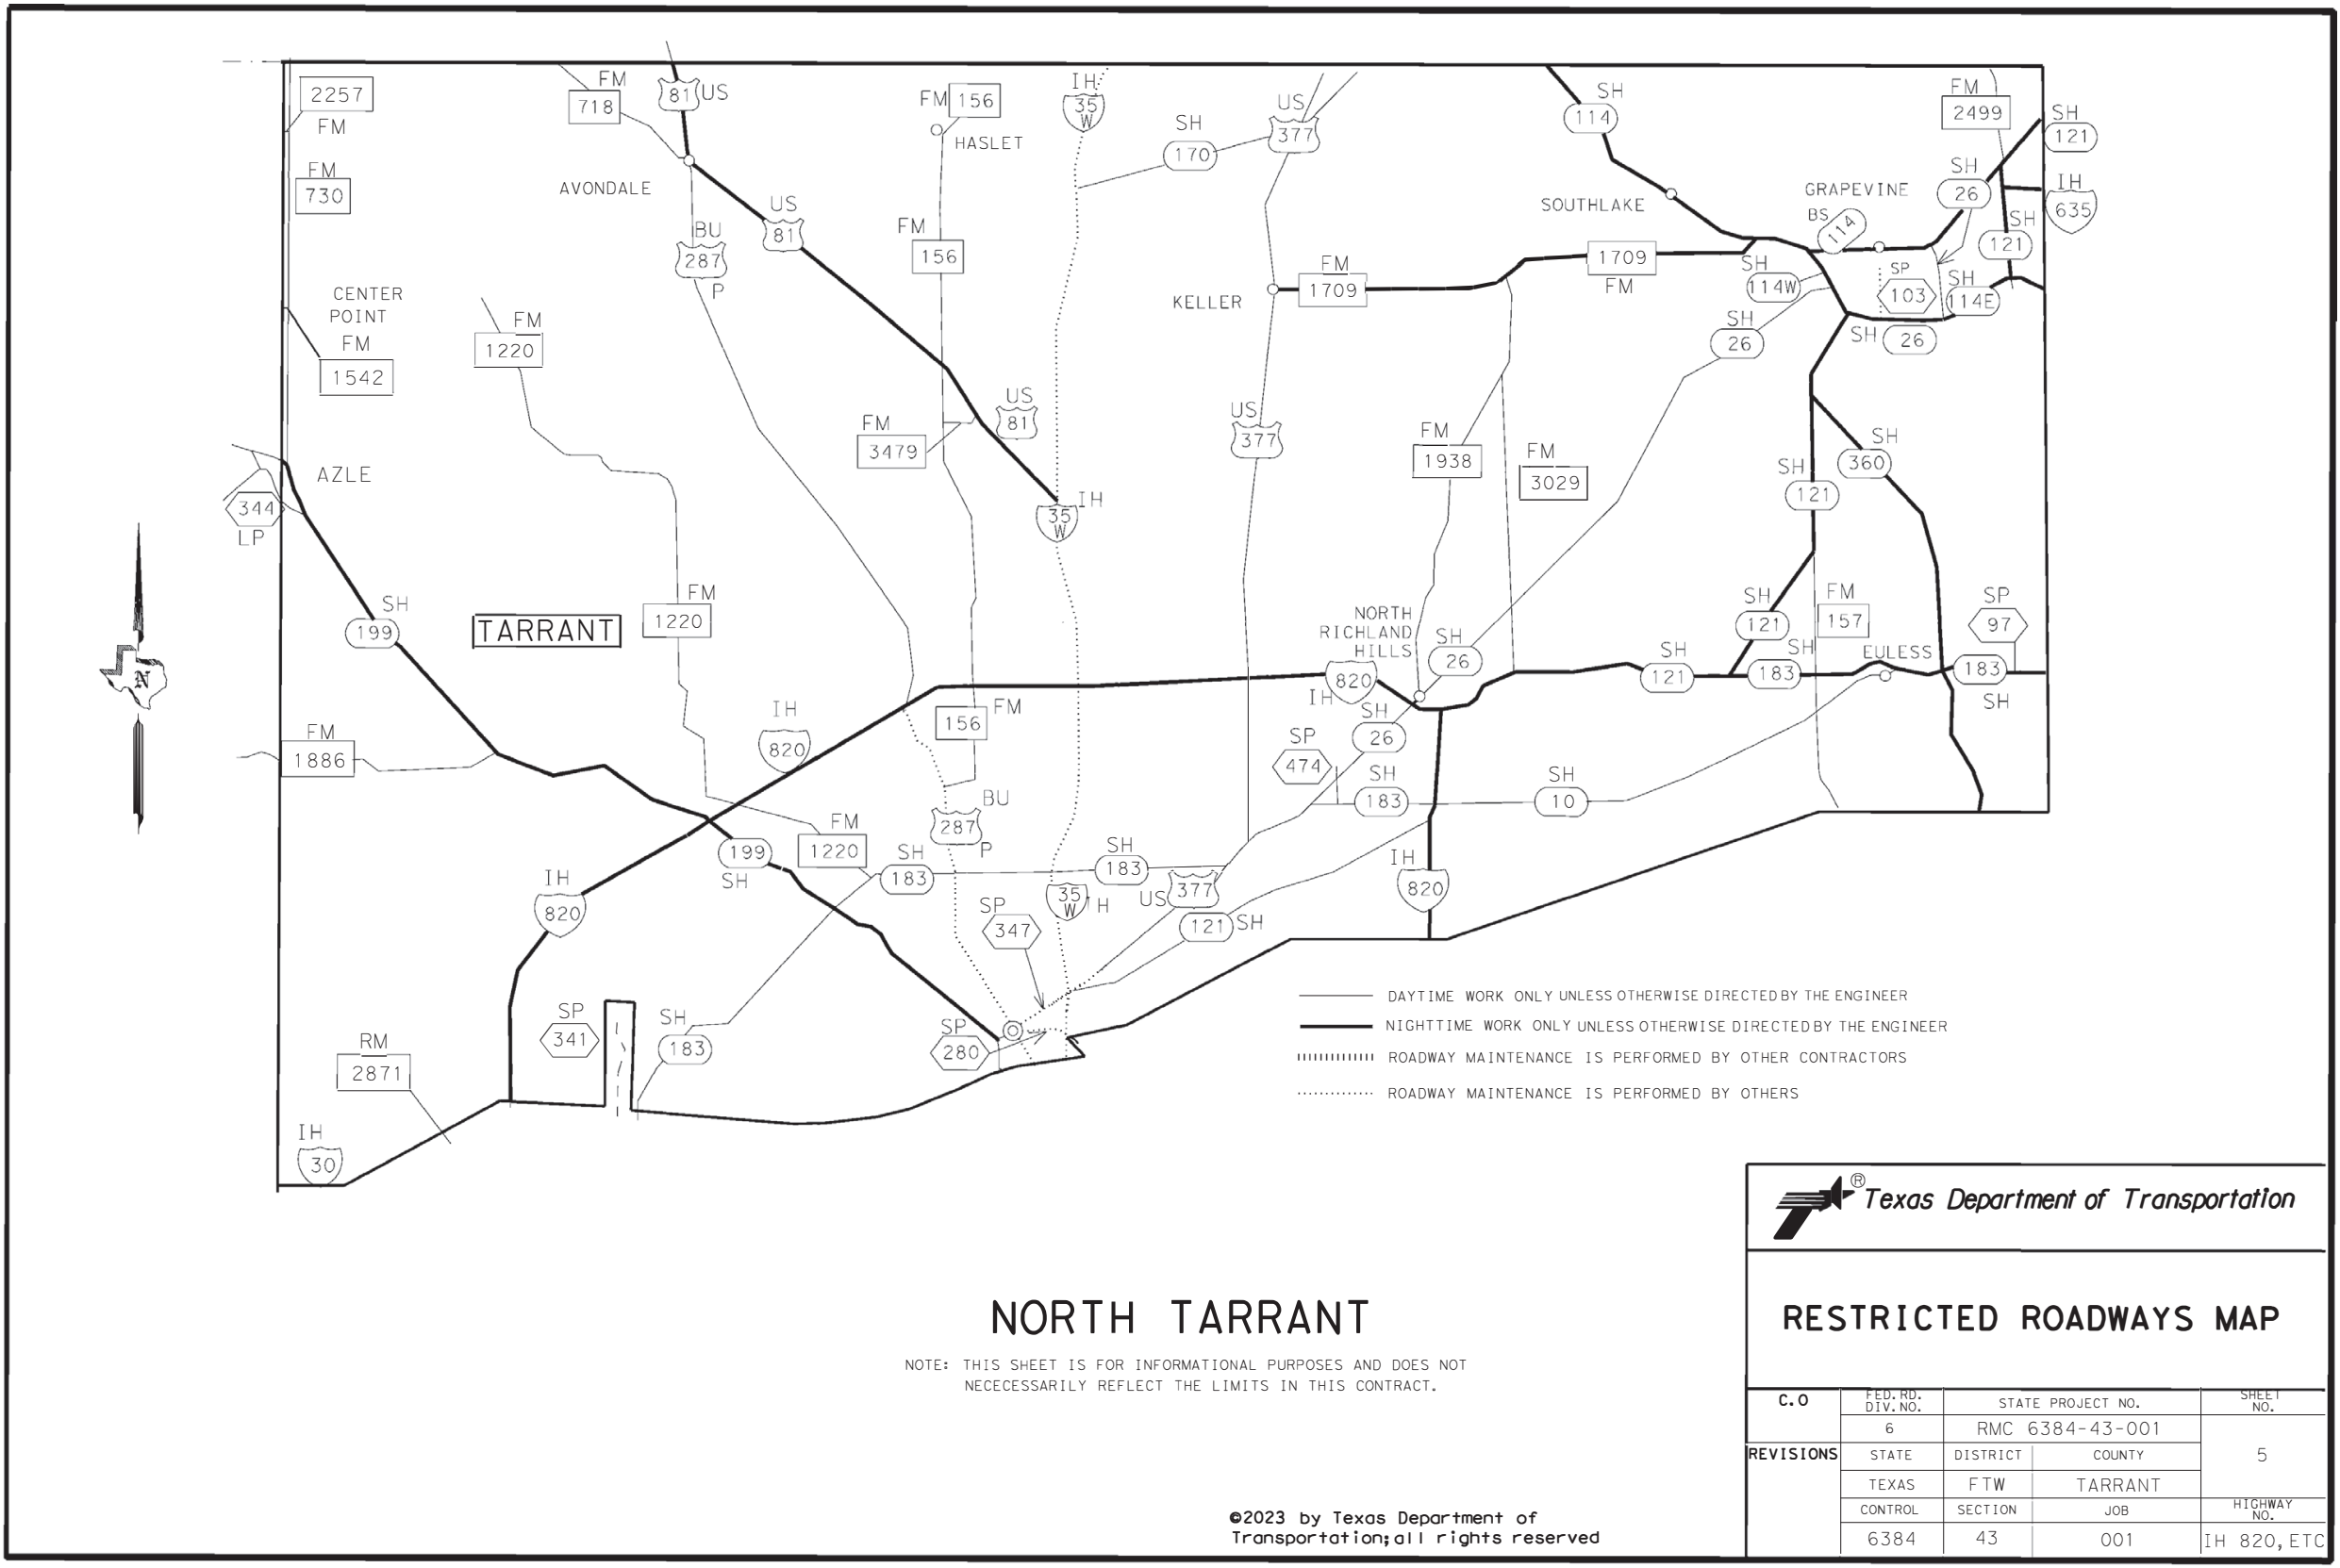 2257
FM
FM
718
81 US
FM 156
HASLET
IH
35
W
US
377
SH
170
SH
114
FM
2499
SH
121
FM
730
AVONDALE
US
81
BU
287
P
FM
156
SOUTHLAKE
GRAPEVINE
BS 114
SH
26
IH
635
SH
121
CENTER
POINT
FM
1542
FM
1220
KELLER
FM
1709
1709
FM
SH
114W
SP
103
SH
114E
SH
26
SH 26
AZLE
344
LP
FM
3479
US
81
IH
35
W
US
377
FM
1938
FM
3029
SH
360
SH
121
SH
199
TARRANT
FM
1220
NORTH
RICHLAND
HILLS
SH
26
820
IH
SH
121
SH
121
SH
183
FM
157
EULESS
SP
97
183
SH
FM
1886
IH
820
156 FM
SH
26
SP
474
SH
183
SH
10
BU
287
P
199
SH
FM
1220
SH
183
SH
183
IH
820
IH
820
35
W
IH
US 377
121 SH
SP
347
SP
341
SH
183
SP
280
RM
2871
IH
30
DAYTIME WORK ONLY UNLESS OTHERWISE DIRECTED BY THE ENGINEER
NIGHTTIME WORK ONLY UNLESS OTHERWISE DIRECTED BY THE ENGINEER
ROADWAY MAINTENANCE IS PERFORMED BY OTHER CONTRACTORS
ROADWAY MAINTENANCE IS PERFORMED BY OTHERS
N
NORTH TARRANT
NOTE: THIS SHEET IS FOR INFORMATIONAL PURPOSES AND DOES NOT
NECECESSARILY REFLECT THE LIMITS IN THIS CONTRACT.
©2023 by Texas Department of
Transportation; all rights reserved
® Texas Department of Transportation
RESTRICTED ROADWAYS MAP
C.O
FED. RD.
DIV. NO.
STATE PROJECT NO.
SHEET
NO.
6
RMC 6384-43-001
5
REVISIONS
STATE
DISTRICT
COUNTY
TEXAS
FTW
TARRANT
CONTROL
SECTION
JOB
HIGHWAY
NO.
6384
43
001
IH 820, ETC